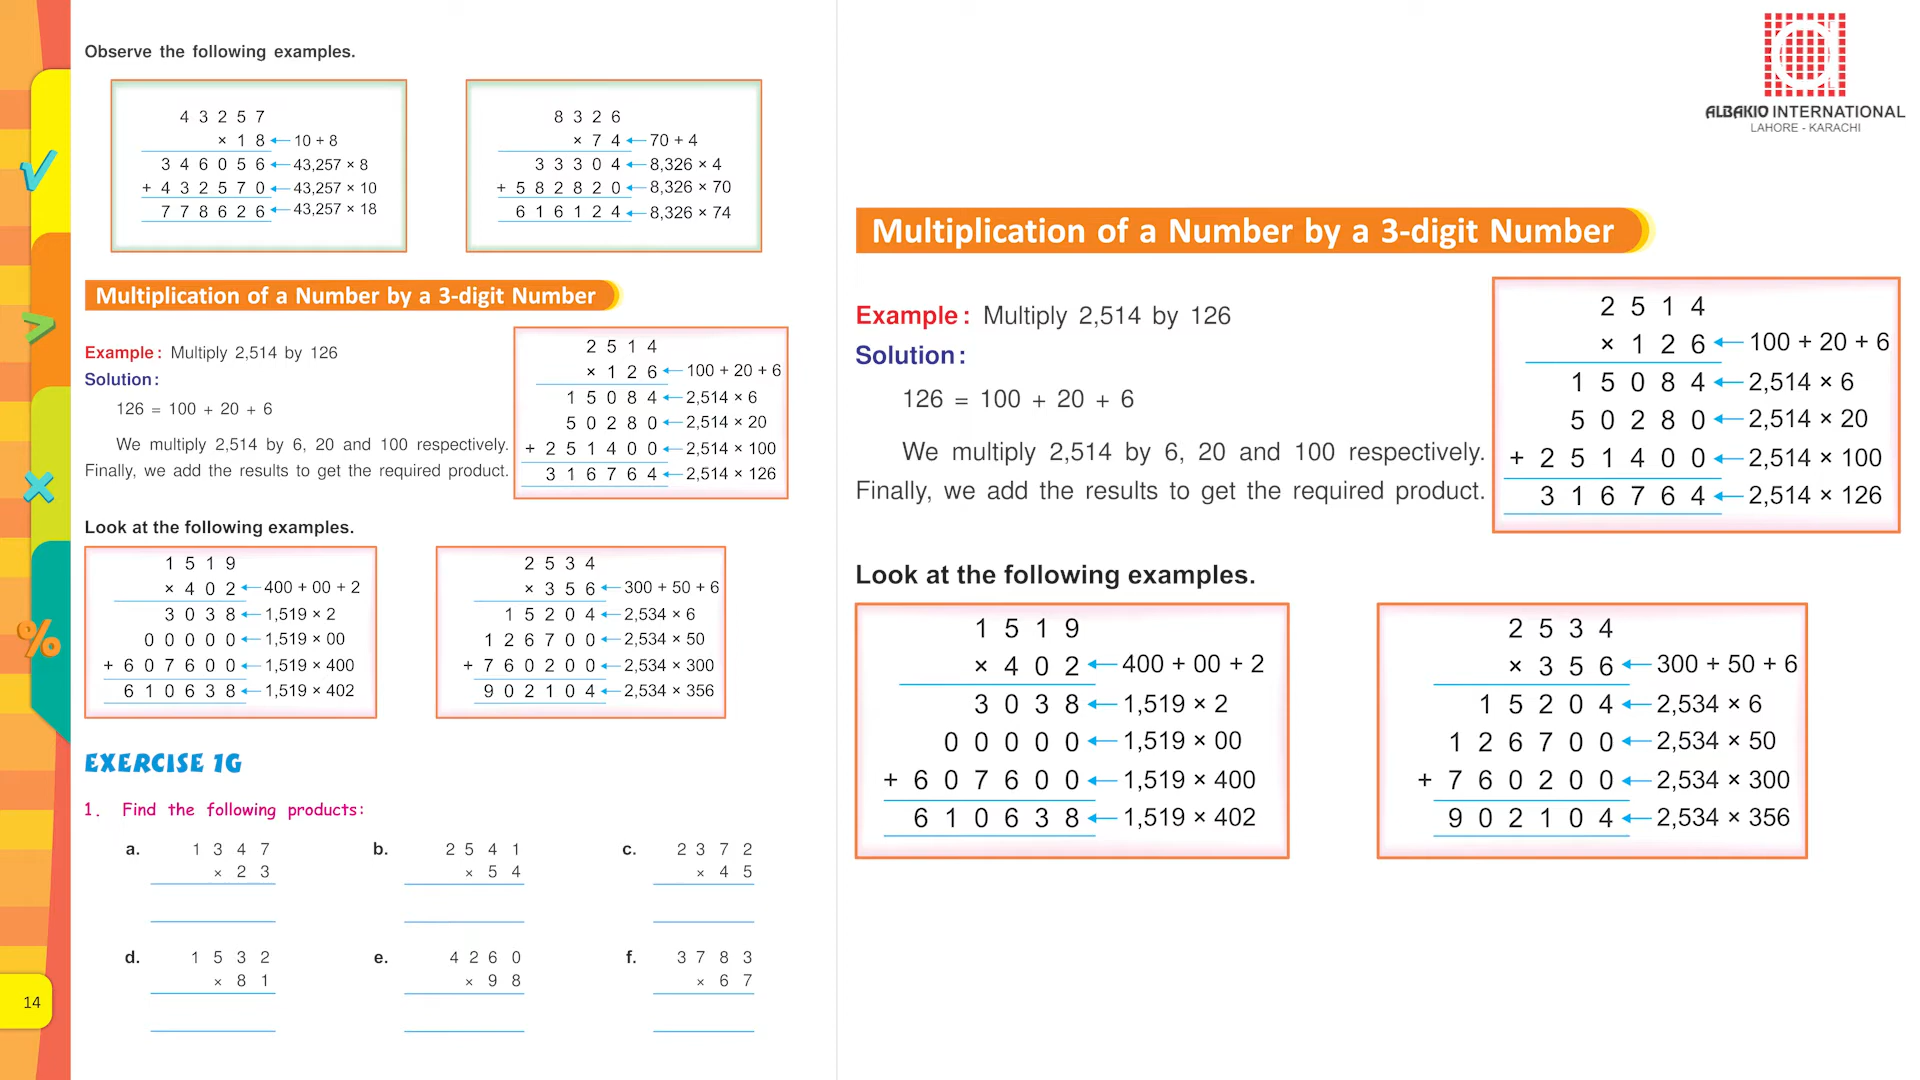 Observe the following examples.
4 3 2 5 7
× 1 8 ← 10 + 8
3 4 6 0 5 6 ← 43,257 × 8
+ 4 3 2 5 7 0 ← 43,257 × 10
7 7 8 6 2 6 ← 43,257 × 18
8 3 2 6
× 7 4 ← 70 + 4
3 3 3 0 4 ← 8,326 × 4
+ 5 8 2 8 2 0 ← 8,326 × 70
6 1 6 1 2 4 ← 8,326 × 74
Multiplication of a Number by a 3-digit Number
Example: Multiply 2,514 by 126
Solution:
126 = 100 + 20 + 6
We multiply 2,514 by 6, 20 and 100 respectively.
Finally, we add the results to get the required product.
2 5 1 4
× 1 2 6 ← 100 + 20 + 6
1 5 0 8 4 ← 2,514 × 6
5 0 2 8 0 ← 2,514 × 20
+ 2 5 1 4 0 0 ← 2,514 × 100
3 1 6 7 6 4 ← 2,514 × 126
Look at the following examples.
1 5 1 9
× 4 0 2 ← 400 + 00 + 2
3 0 3 8 ← 1,519 × 2
0 0 0 0 0 ← 1,519 × 00
+ 6 0 7 6 0 0 ← 1,519 × 400
6 1 0 6 3 8 ← 1,519 × 402
2 5 3 4
× 3 5 6 ← 300 + 50 + 6
1 5 2 0 4 ← 2,534 × 6
1 2 6 7 0 0 ← 2,534 × 50
+ 7 6 0 2 0 0 ← 2,534 × 300
9 0 2 1 0 4 ← 2,534 × 356
EXERCISE 1G
1. Find the following products:
a. 1 3 4 7
× 2 3
b. 2 5 4 1
× 5 4
c. 2 3 7 2
× 4 5
d. 1 5 3 2
× 8 1
e. 4 2 6 0
× 9 8
f. 3 7 8 3
× 6 7
√
>
×
%
14
ALBAKIO INTERNATIONAL
LAHORE - KARACHI
Multiplication of a Number by a 3-digit Number
Example: Multiply 2,514 by 126
Solution:
126 = 100 + 20 + 6
We multiply 2,514 by 6, 20 and 100 respectively.
Finally, we add the results to get the required product.
2 5 1 4
× 1 2 6 ← 100 + 20 + 6
1 5 0 8 4 ← 2,514 × 6
5 0 2 8 0 ← 2,514 × 20
+ 2 5 1 4 0 0 ← 2,514 × 100
3 1 6 7 6 4 ← 2,514 × 126
Look at the following examples.
1 5 1 9
× 4 0 2 ← 400 + 00 + 2
3 0 3 8 ← 1,519 × 2
0 0 0 0 0 ← 1,519 × 00
+ 6 0 7 6 0 0 ← 1,519 × 400
6 1 0 6 3 8 ← 1,519 × 402
2 5 3 4
× 3 5 6 ← 300 + 50 + 6
1 5 2 0 4 ← 2,534 × 6
1 2 6 7 0 0 ← 2,534 × 50
+ 7 6 0 2 0 0 ← 2,534 × 300
9 0 2 1 0 4 ← 2,534 × 356